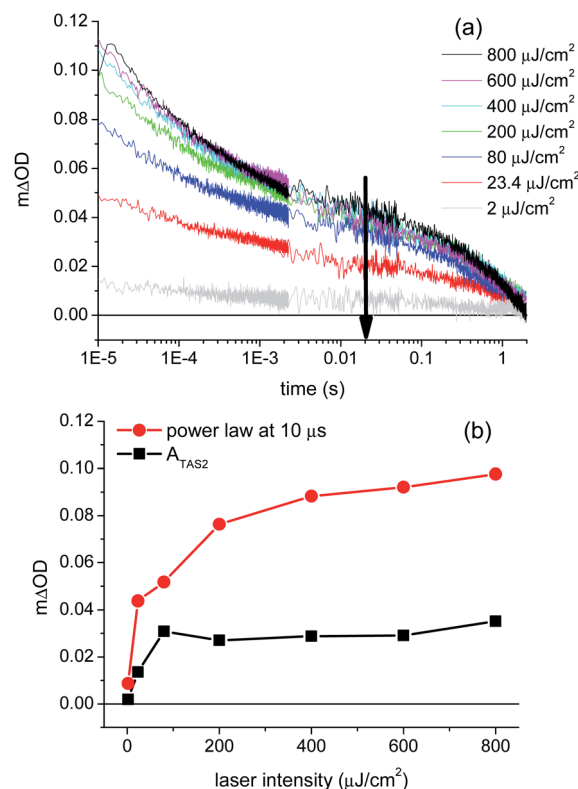 (a)
800 μJ/cm²
600 μJ/cm²
400 μJ/cm²
200 μJ/cm²
80 μJ/cm²
23.4 μJ/cm²
2 μJ/cm²
0.12
0.10
0.08
0.06
0.04
0.02
0.00
mΔOD
1E-5 1E-4 1E-3 0.01 0.1 1
time (s)
(b)
power law at 10 μs
A_TAS2
0.12
0.10
0.08
0.06
0.04
0.02
0.00
mΔOD
0 200 400 600 800
laser intensity (μJ/cm²)